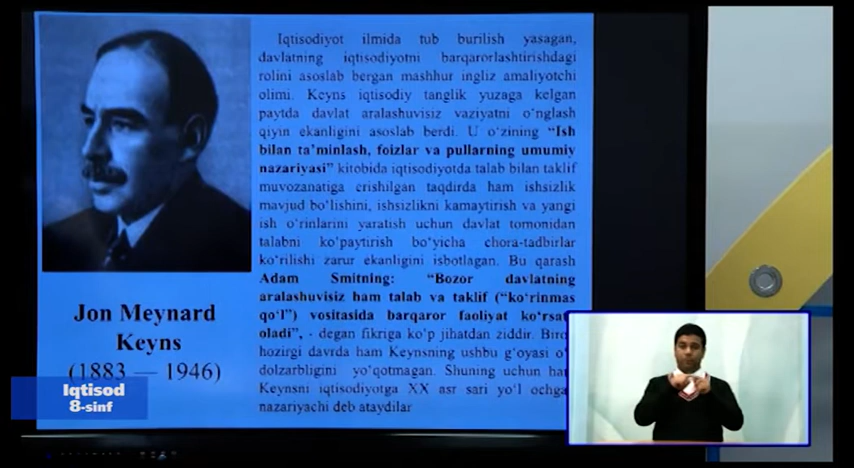 Iqtisodiyot ilmida tub burilish yasagan,
davlatning iqtisodiyotni barqarorlashtirishdagi
rolini asoslab bergan mashhur ingliz amaliyotchi
olimi. Keyns iqtisodiy tanglik yuzaga kelgan
paytda davlat aralashuvisiz vaziyatni o‘nglash
qiyin ekanligini asoslab berdi. U o‘zining “Ish
bilan ta’minlash, foizlar va pullarning umumiy
nazariyasi” kitobida iqtisodiyotda talab bilan taklif
muvozanatiga erishilgan taqdirda ham ishsizlik
mavjud bo‘lishini, ishsizlikni kamaytirish va yangi
ish o‘rinlarini yaratish uchun davlat tomonidan
talabni ko‘paytirish bo‘yicha chora-tadbirlar
ko‘rilishi zarur ekanligini isbotlagan. Bu qarash
Adam Smitning: “Bozor davlatning
aralashuvisiz ham talab va taklif (“ko‘rinmas
qo‘l”) vositasida barqaror faoliyat
oladi”, - degan fikriga ko‘p jihatdan ziddir.
hozirgi davrda ham Keynsning ushbu g‘oyasi
dolzarbligini yo‘qotmagan. Shuning uchun
Keynsni iqtisodiyotga XX asr sari yo‘l
nazariyachi deb ataydilar
Jon Meynard
Keyns
(1883 — 1946)
Iqtisod
8-sinf